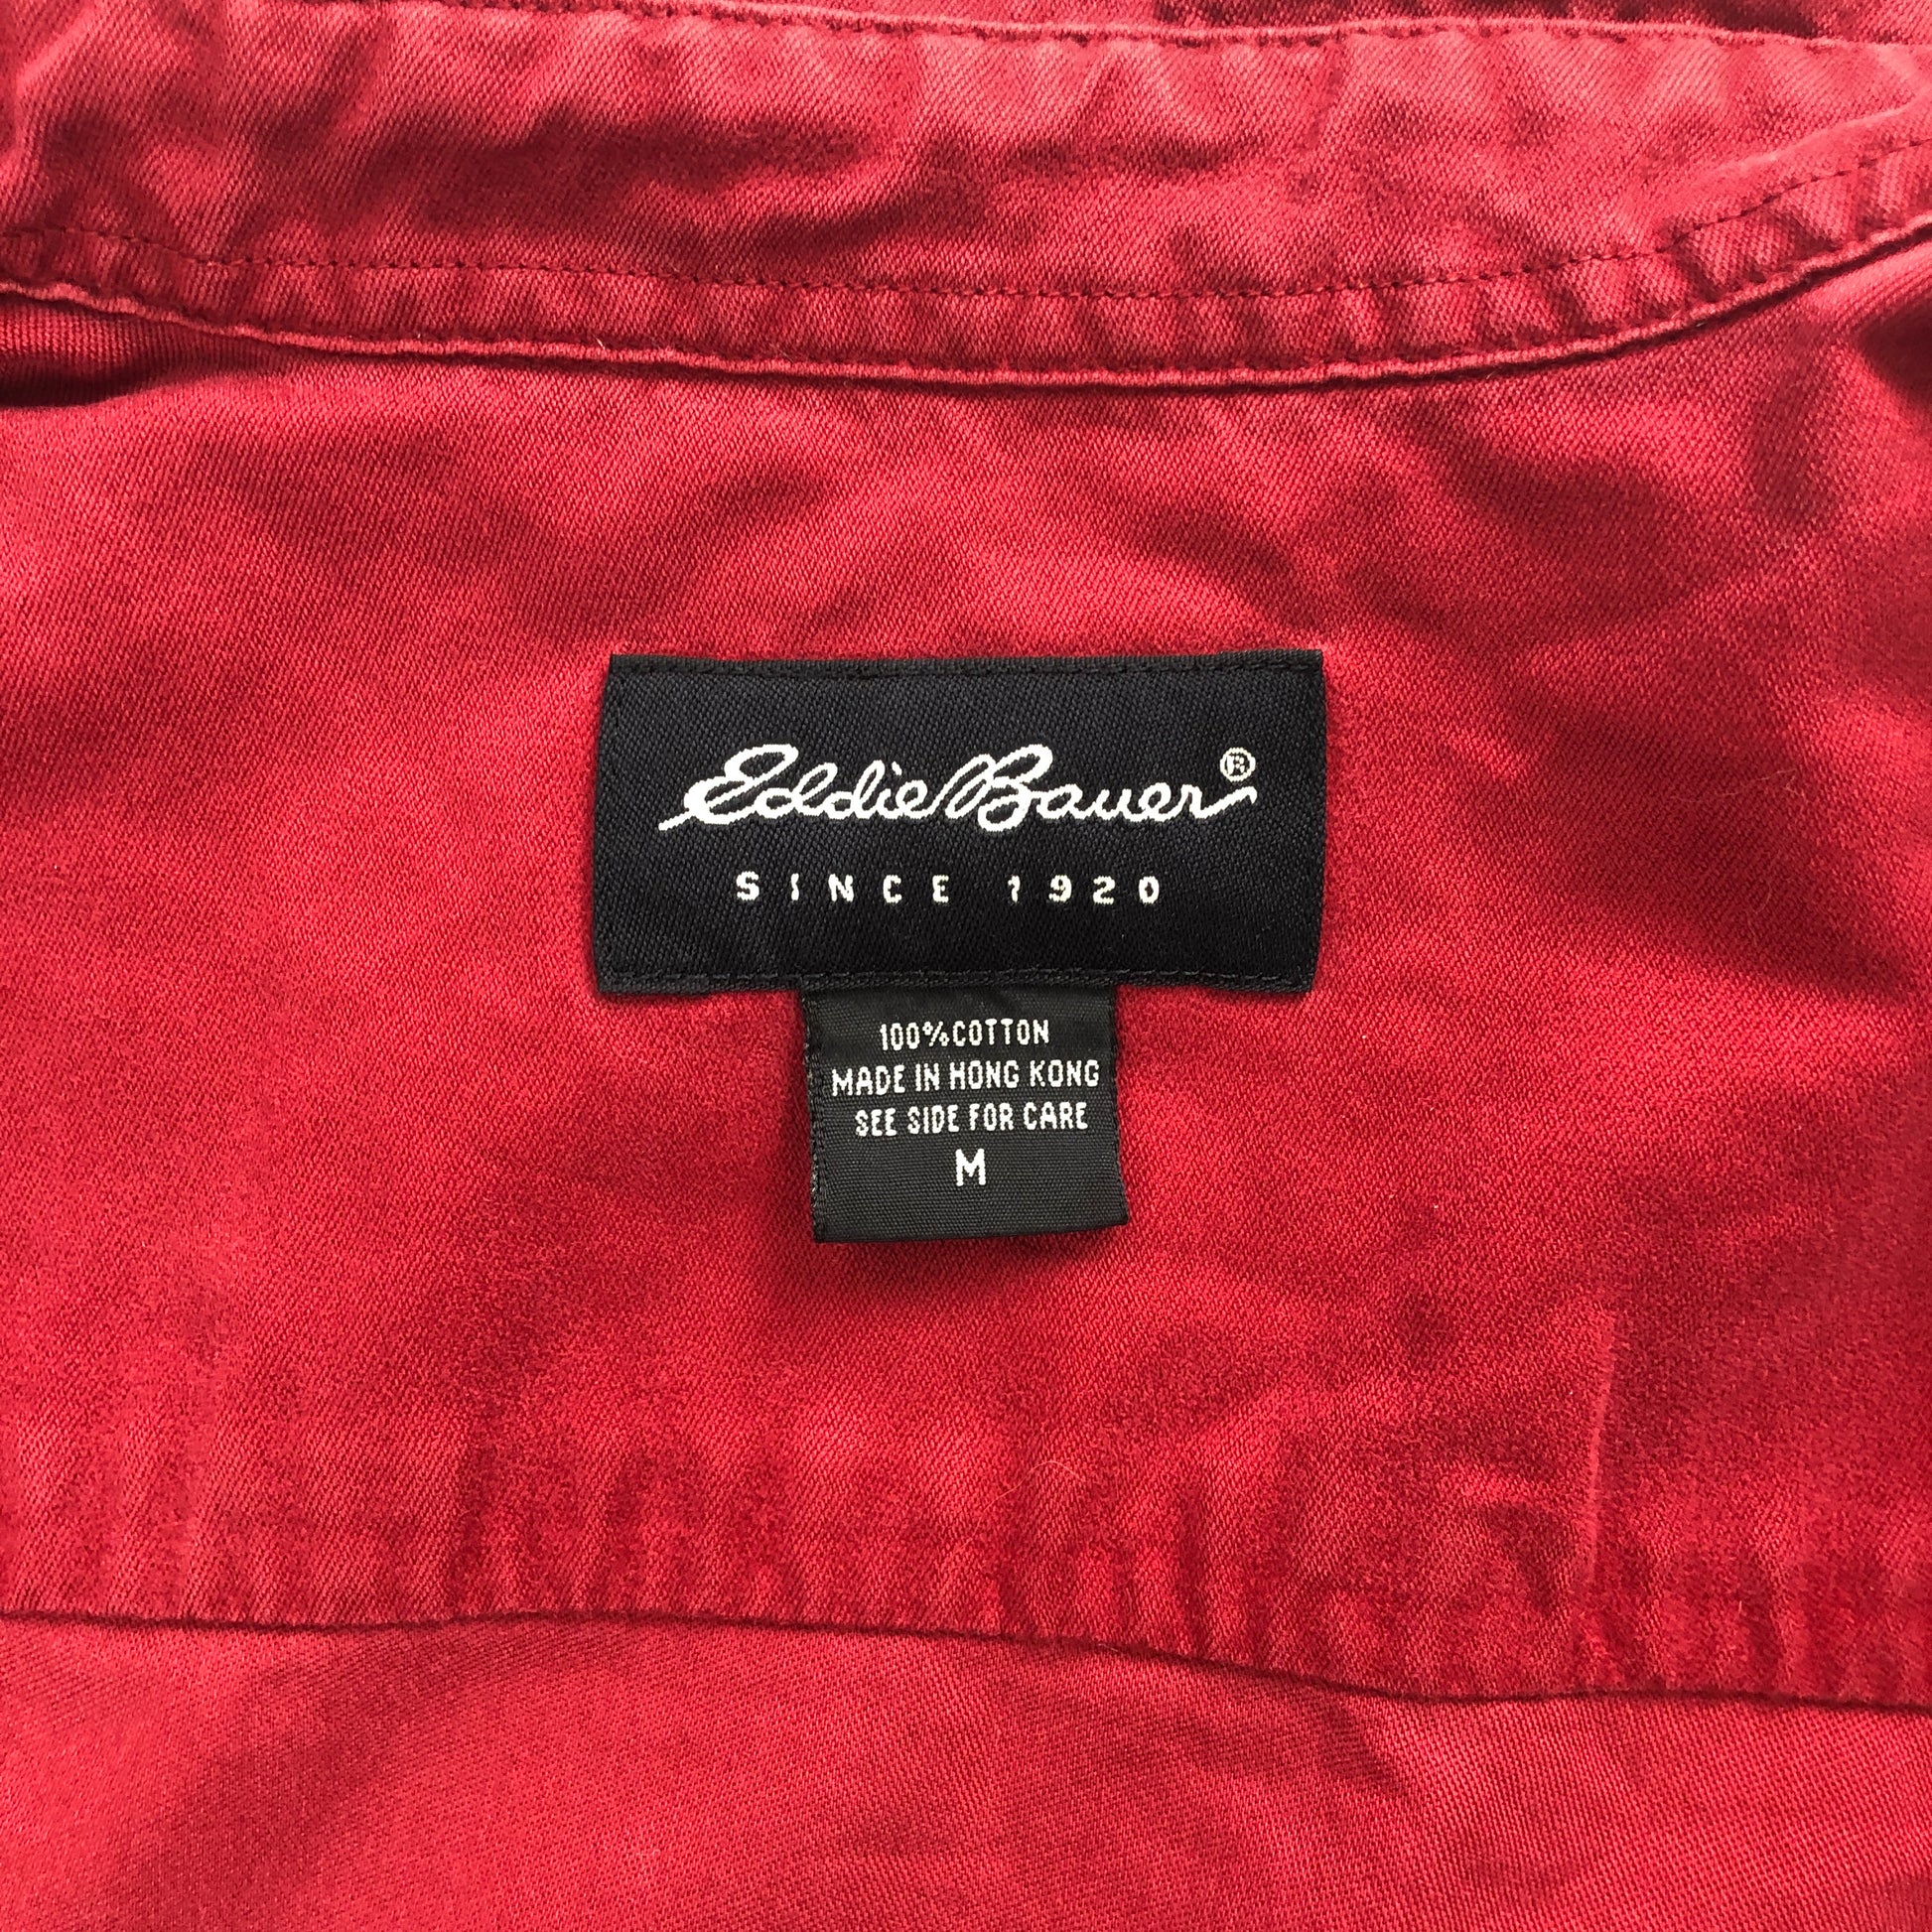 Eddie Bauer®
SINCE 1920
100% COTTON
MADE IN HONG KONG
SEE SIDE FOR CARE
M